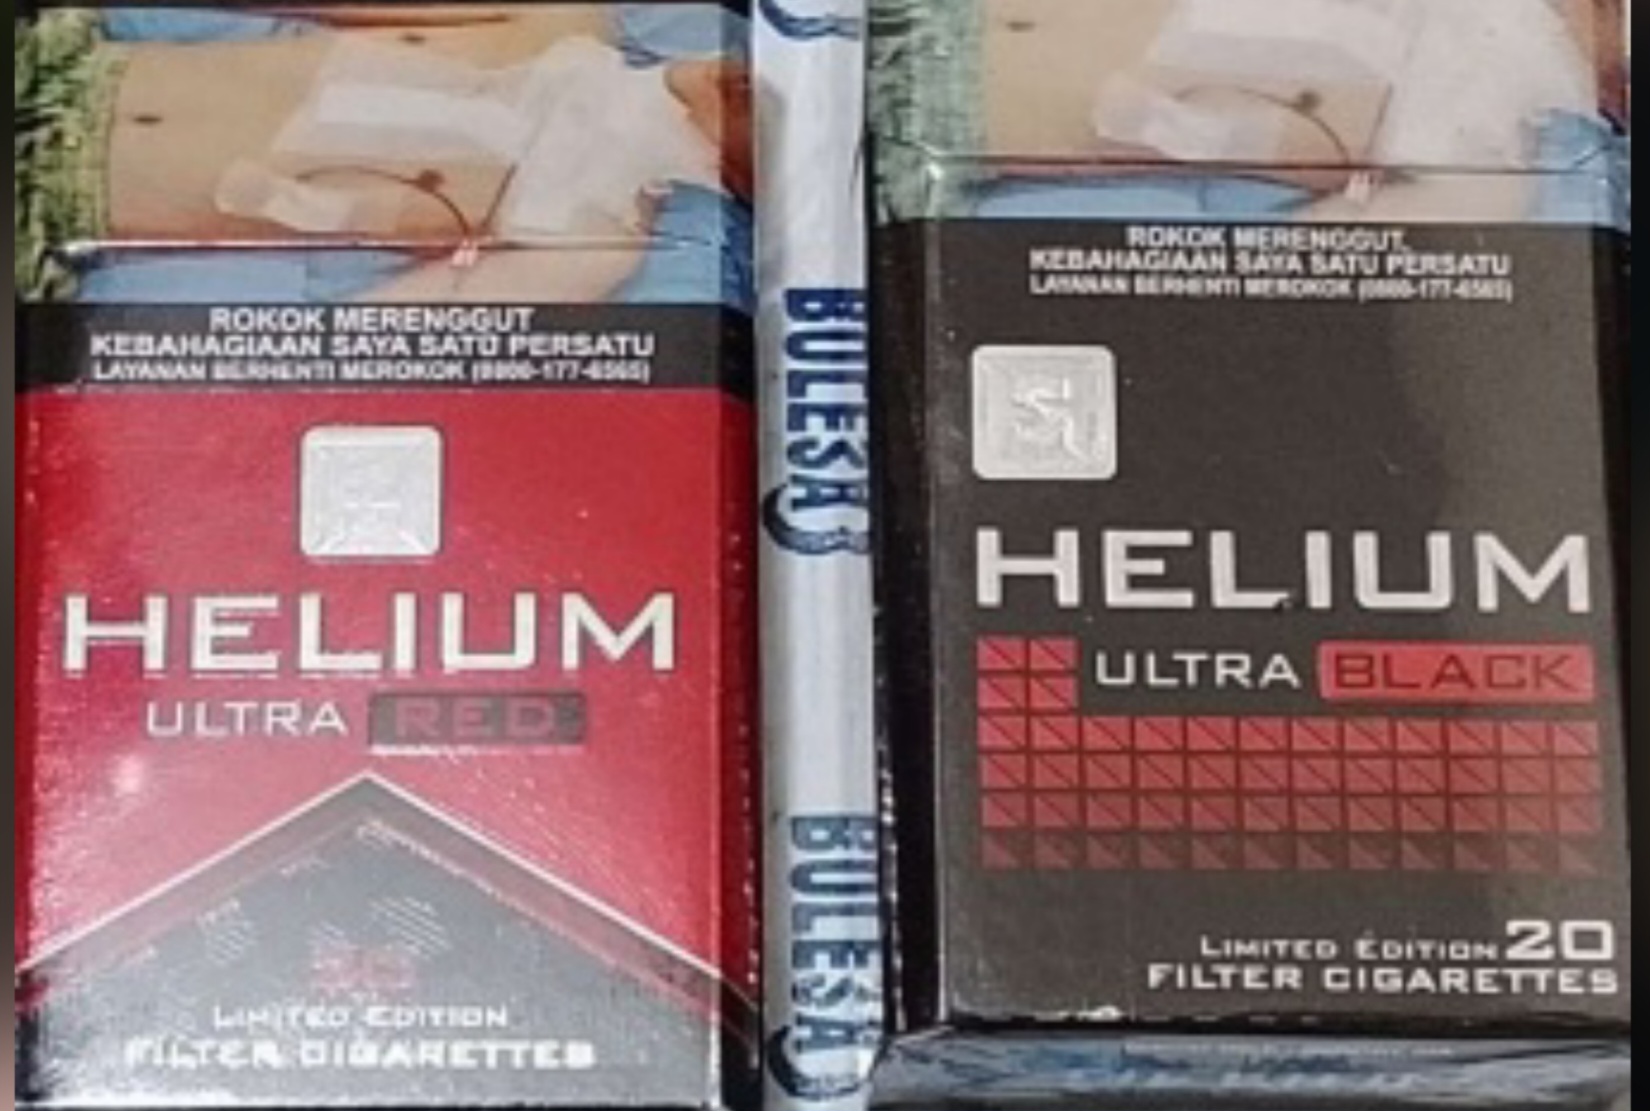 ROKOK MERENGGUT
KEBAHAGIAAN SAYA SATU PERSATU
LAYANAN BERHENTI MEROKOK (0800-177-6565)
HELIUM
ULTRA RED
20
LIMITED EDITION
FILTER CIGARETTES
BULESA
BULESA
ROKOK MERENGGUT
KEBAHAGIAAN SAYA SATU PERSATU
LAYANAN BERHENTI MEROKOK (0800-177-6565)
HELIUM
ULTRA BLACK
LIMITED EDITION 20
FILTER CIGARETTES